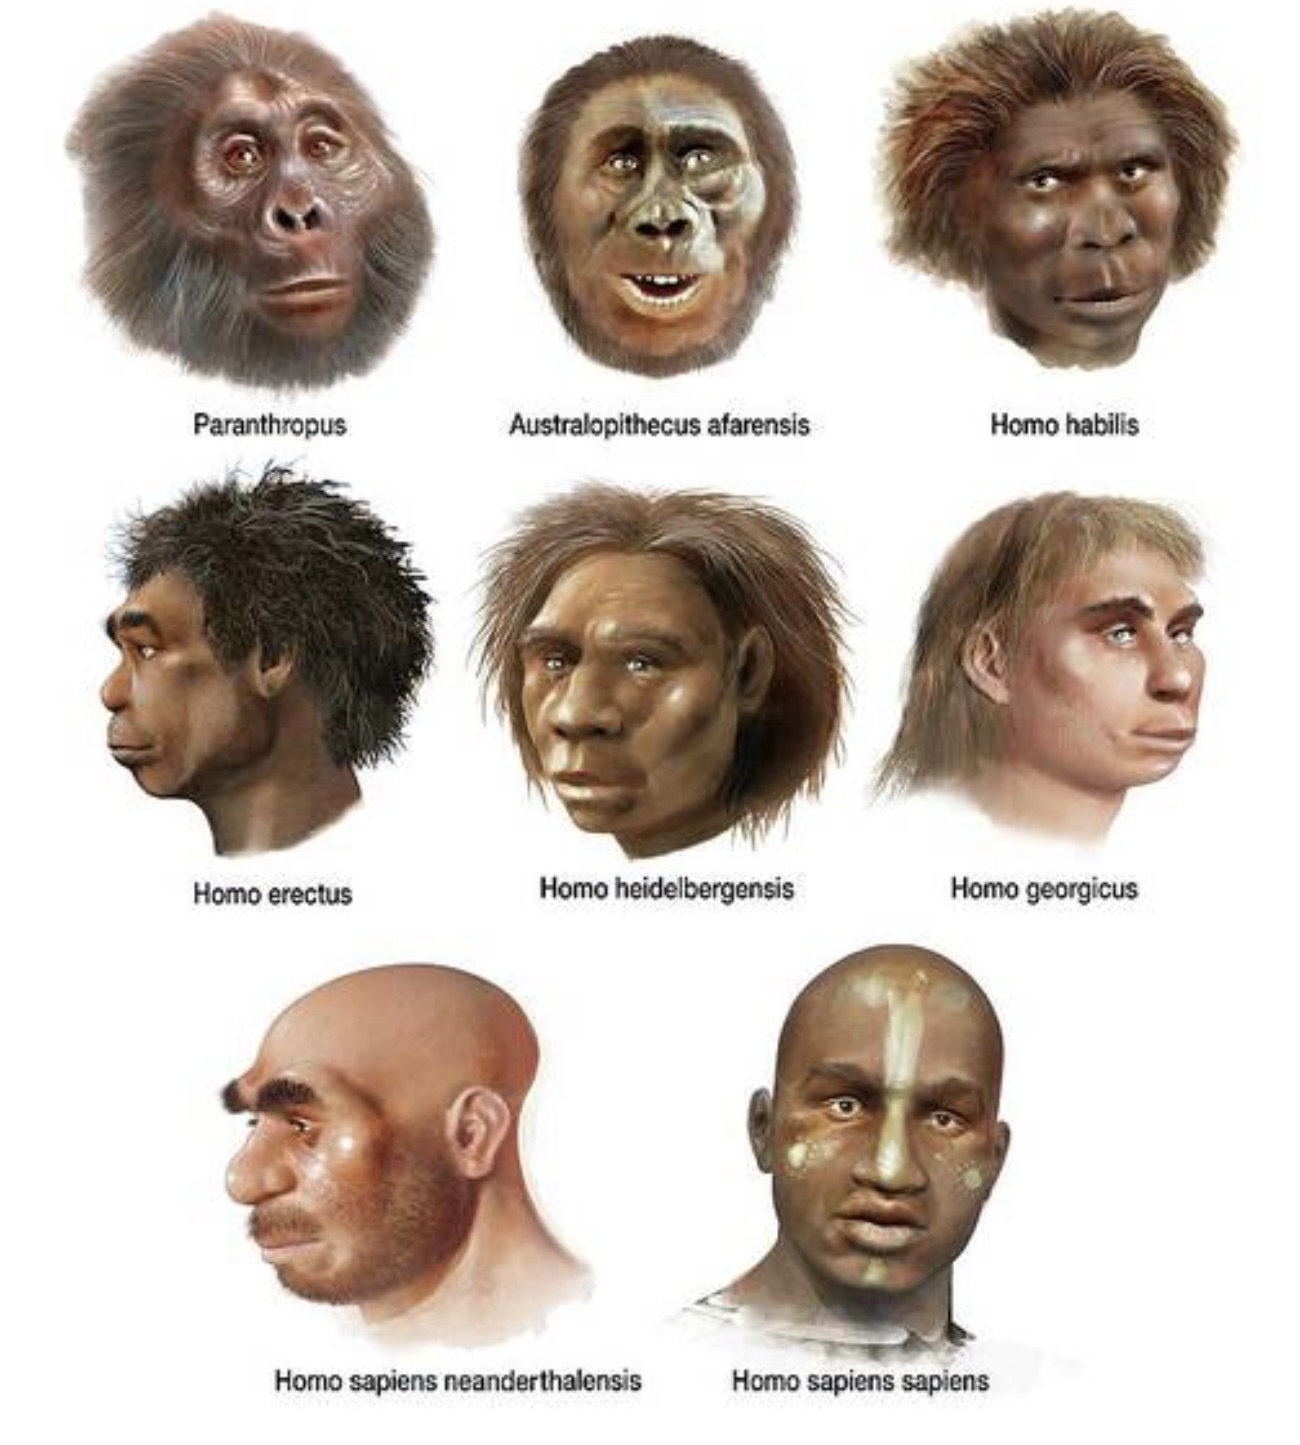 Paranthropus
Australopithecus afarensis
Homo habilis
Homo erectus
Homo heidelbergensis
Homo georgicus
Homo sapiens neanderthalensis
Homo sapiens sapiens